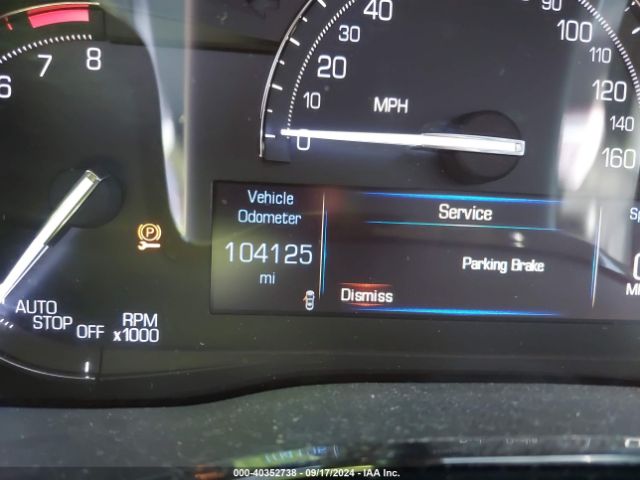 6 7 8
0 10 20 30 40
90 100 110 120 140 160
MPH
Vehicle
Odometer
104125
mi
Service
Parking Brake
Dismiss
P
AUTO
STOP
OFF
RPM
x1000
000-40352738 - 09/17/2024 - IAA Inc.